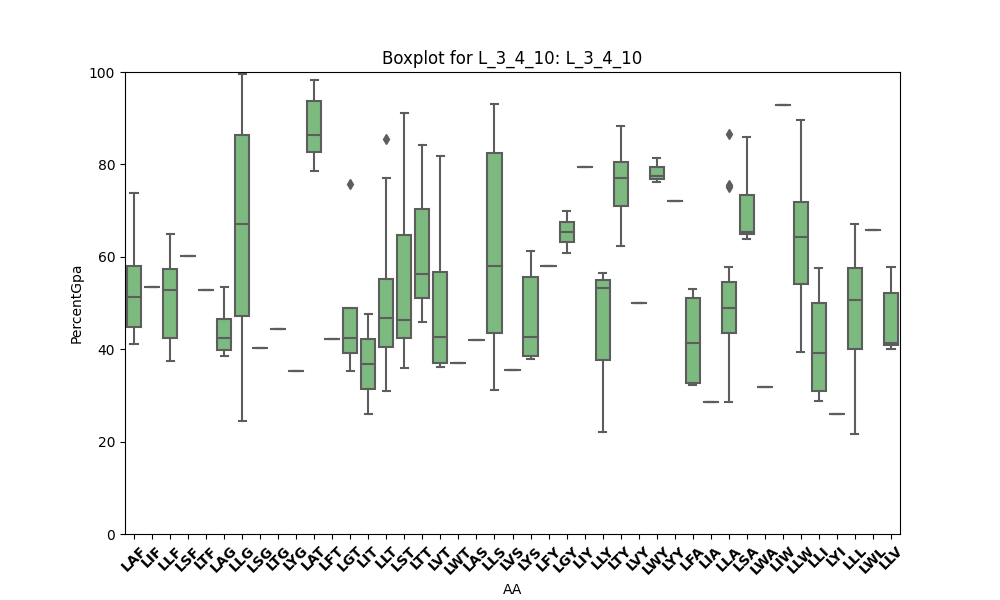 Boxplot for L_3_4_10: L_3_4_10
100
80
60
40
20
0
PercentGpa
LAF LIF LLF LSF LTF LAG LLG LSG LTG LYG LAT LFT LGT LIT LLT LST LTT LVT LWT LAS LLS LVS LYS LFY LGY LIY LLY LTY LVY LWY LYY LFA LIA LLA LSA LWA LIW LLW LLI LYI LLL LWL LLV
AA